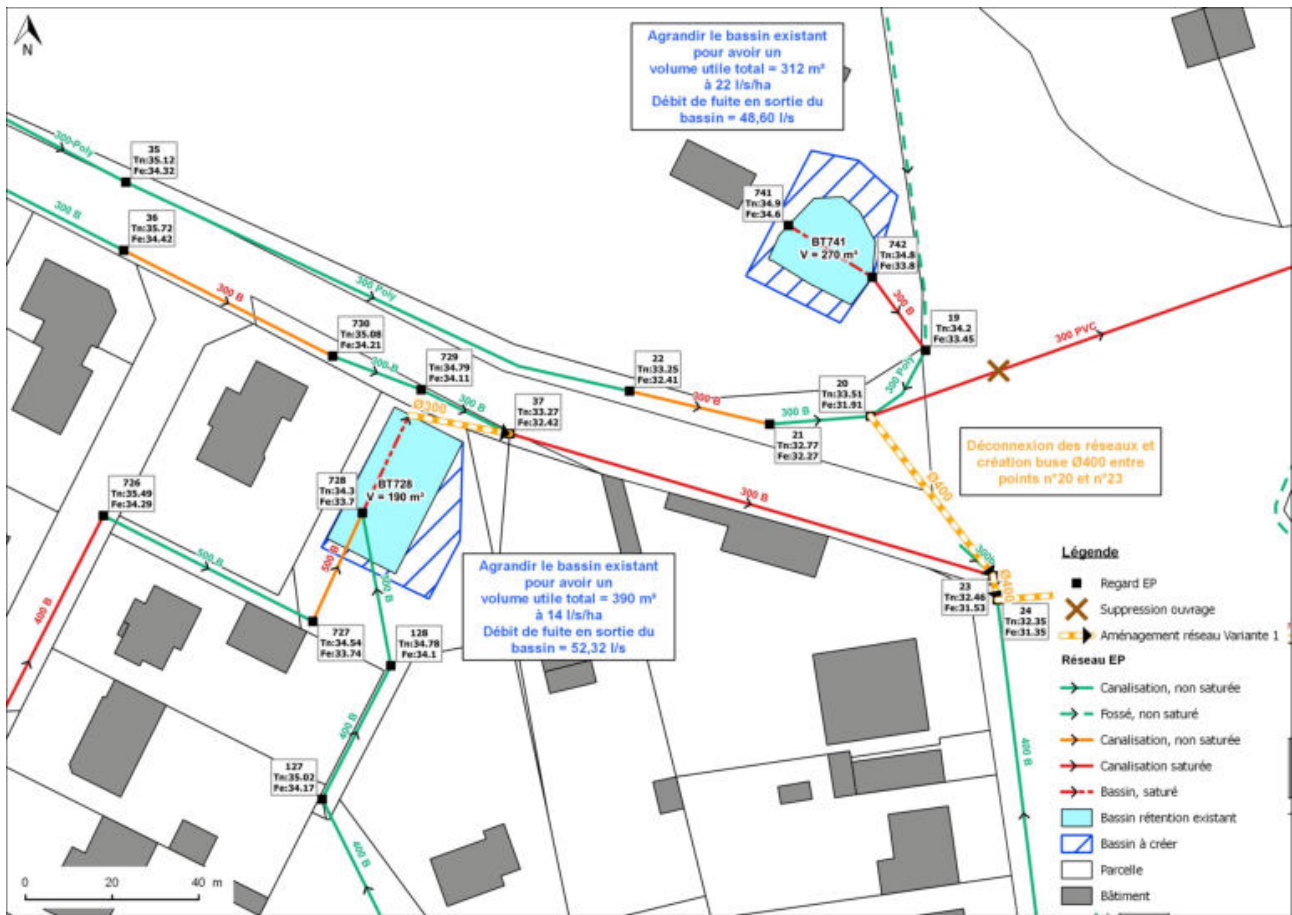 N
Agrandir le bassin existant
pour avoir un
volume utile total = 312 m³
à 22 l/s/ha
Débit de fuite en sortie du
bassin = 48,60 l/s
300 Poly
35
Tn:35.12
Fe:34.32
300 B
36
Tn:35.72
Fe:34.42
300 B
300 Poly
741
Tn:34.9
Fe:34.6
BT741
V = 270 m³
742
Tn:34.8
Fe:33.8
300 B
19
Tn:34.2
Fe:33.45
300 PVC
730
Tn:35.08
Fe:34.21
300 B
729
Tn:34.79
Fe:34.11
300 B
Ø300
37
Tn:33.27
Fe:32.42
22
Tn:33.25
Fe:32.41
300 B
21
Tn:32.77
Fe:32.27
300 B
20
Tn:33.51
Fe:31.91
300 Poly
Déconnexion des réseaux et
création buse Ø400 entre
points n°20 et n°23
Ø400
726
Tn:35.49
Fe:34.29
728
Tn:34.3
Fe:33.7
BT728
V = 190 m³
300 B
500 B
500 B
400 B
727
Tn:34.54
Fe:33.74
128
Tn:34.78
Fe:34.1
Agrandir le bassin existant
pour avoir un
volume utile total = 390 m³
à 14 l/s/ha
Débit de fuite en sortie du
bassin = 52,32 l/s
Ø400
23
Tn:32.46
Fe:31.53
24
Tn:32.35
Fe:31.35
400 B
127
Tn:35.02
Fe:34.17
400 B
400 B
Légende
Regard EP
Suppression ouvrage
Aménagement réseau Variante 1
Réseau EP
Canalisation, non saturée
Fossé, non saturé
Canalisation, non saturée
Canalisation saturée
Bassin, saturé
Bassin rétention existant
Bassin à créer
Parcelle
Bâtiment
0 20 40 m